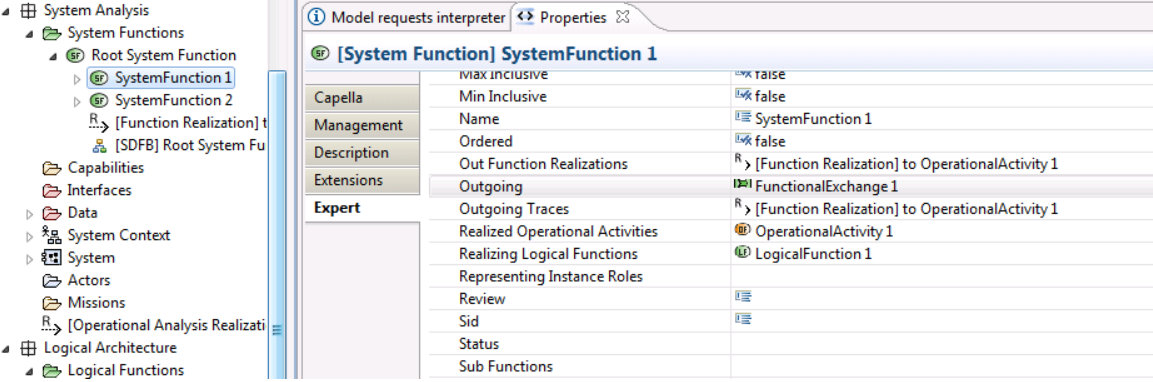 System Analysis
System Functions
Root System Function
SF SystemFunction 1
SF SystemFunction 2
R [Function Realization] t
[SDFB] Root System Fu
Capabilities
Interfaces
Data
System Context
System
Actors
Missions
R [Operational Analysis Realizati
Logical Architecture
Logical Functions
Model requests interpreter Properties
SF [System Function] SystemFunction 1
Capella
Management
Description
Extensions
Expert
Max Inclusive false
Min Inclusive false
Name SystemFunction 1
Ordered false
Out Function Realizations R [Function Realization] to OperationalActivity 1
Outgoing FunctionalExchange 1
Outgoing Traces R [Function Realization] to OperationalActivity 1
Realized Operational Activities OperationalActivity 1
Realizing Logical Functions LF LogicalFunction 1
Representing Instance Roles
Review
Sid
Status
Sub Functions